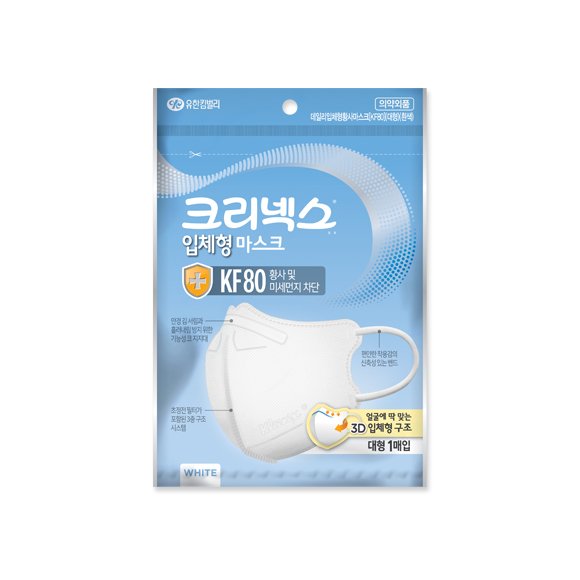 유한킴벌리
의약외품
데일리입체형황사마스크(KF80)(대형)(흰색)
크리넥스®
입체형 마스크
KF80 황사 및
미세먼지 차단
안경 김 서림과
흘러내림 방지 위한
기능성 코 지지대
편안한 착용감의
신축성 있는 밴드
Kleenex
초정전 필터가
포함된 3중 구조
시스템
얼굴에 딱 맞는
3D 입체형 구조
대형 1매입
WHITE